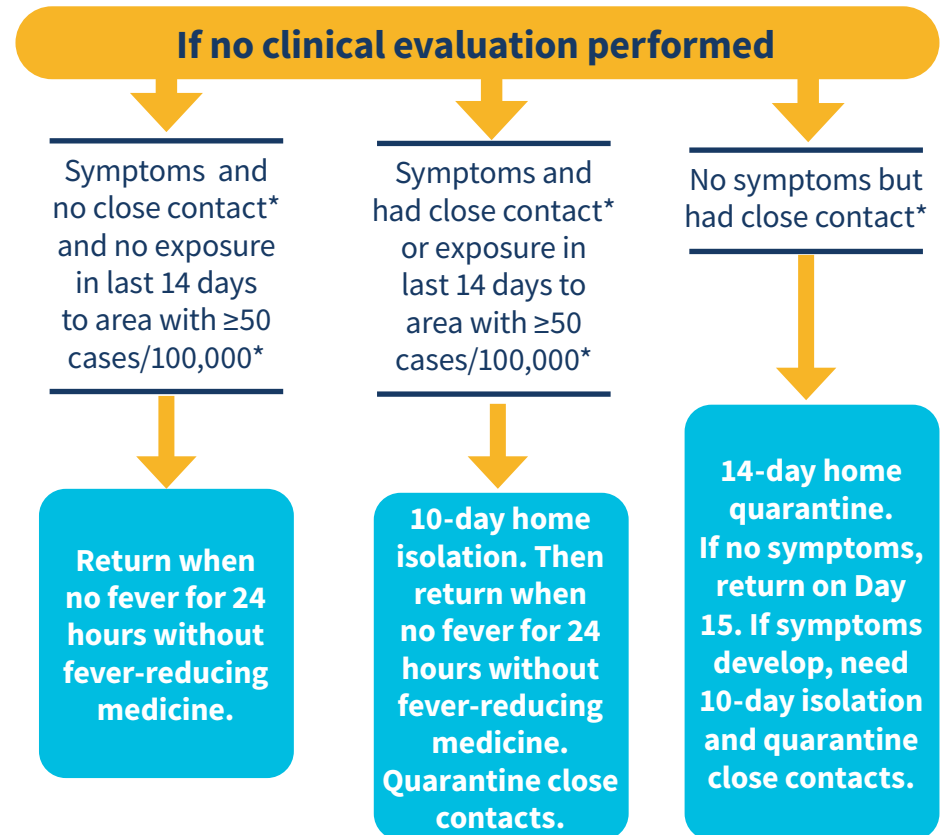 If no clinical evaluation performed
Symptoms and
no close contact*
and no exposure
in last 14 days
to area with ≥50
cases/100,000*
Return when
no fever for 24
hours without
fever-reducing
medicine.
Symptoms and
had close contact*
or exposure in
last 14 days to
area with ≥50
cases/100,000*
10-day home
isolation. Then
return when
no fever for 24
hours without
fever-reducing
medicine.
Quarantine close
contacts.
No symptoms but
had close contact*
14-day home
quarantine.
If no symptoms,
return on Day
15. If symptoms
develop, need
10-day isolation
and quarantine
close contacts.